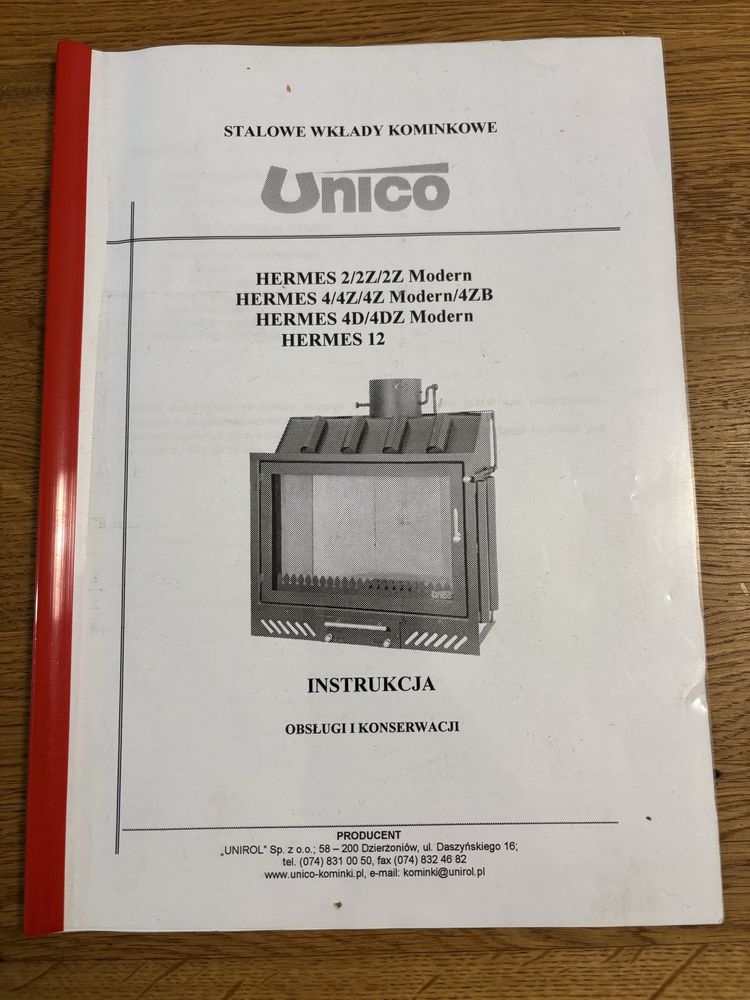 STALOWE WKŁADY KOMINKOWE
Unico
HERMES 2/2Z/2Z Modern
HERMES 4/4Z/4Z Modern/4ZB
HERMES 4D/4DZ Modern
HERMES 12
UNICO
INSTRUKCJA
OBSŁUGI I KONSERWACJI
PRODUCENT
„UNIROL" Sp. z o.o.; 58 – 200 Dzierżoniów, ul. Daszyńskiego 16;
tel. (074) 831 00 50, fax (074) 832 46 82
www.unico-kominki.pl, e-mail: kominki@unirol.pl